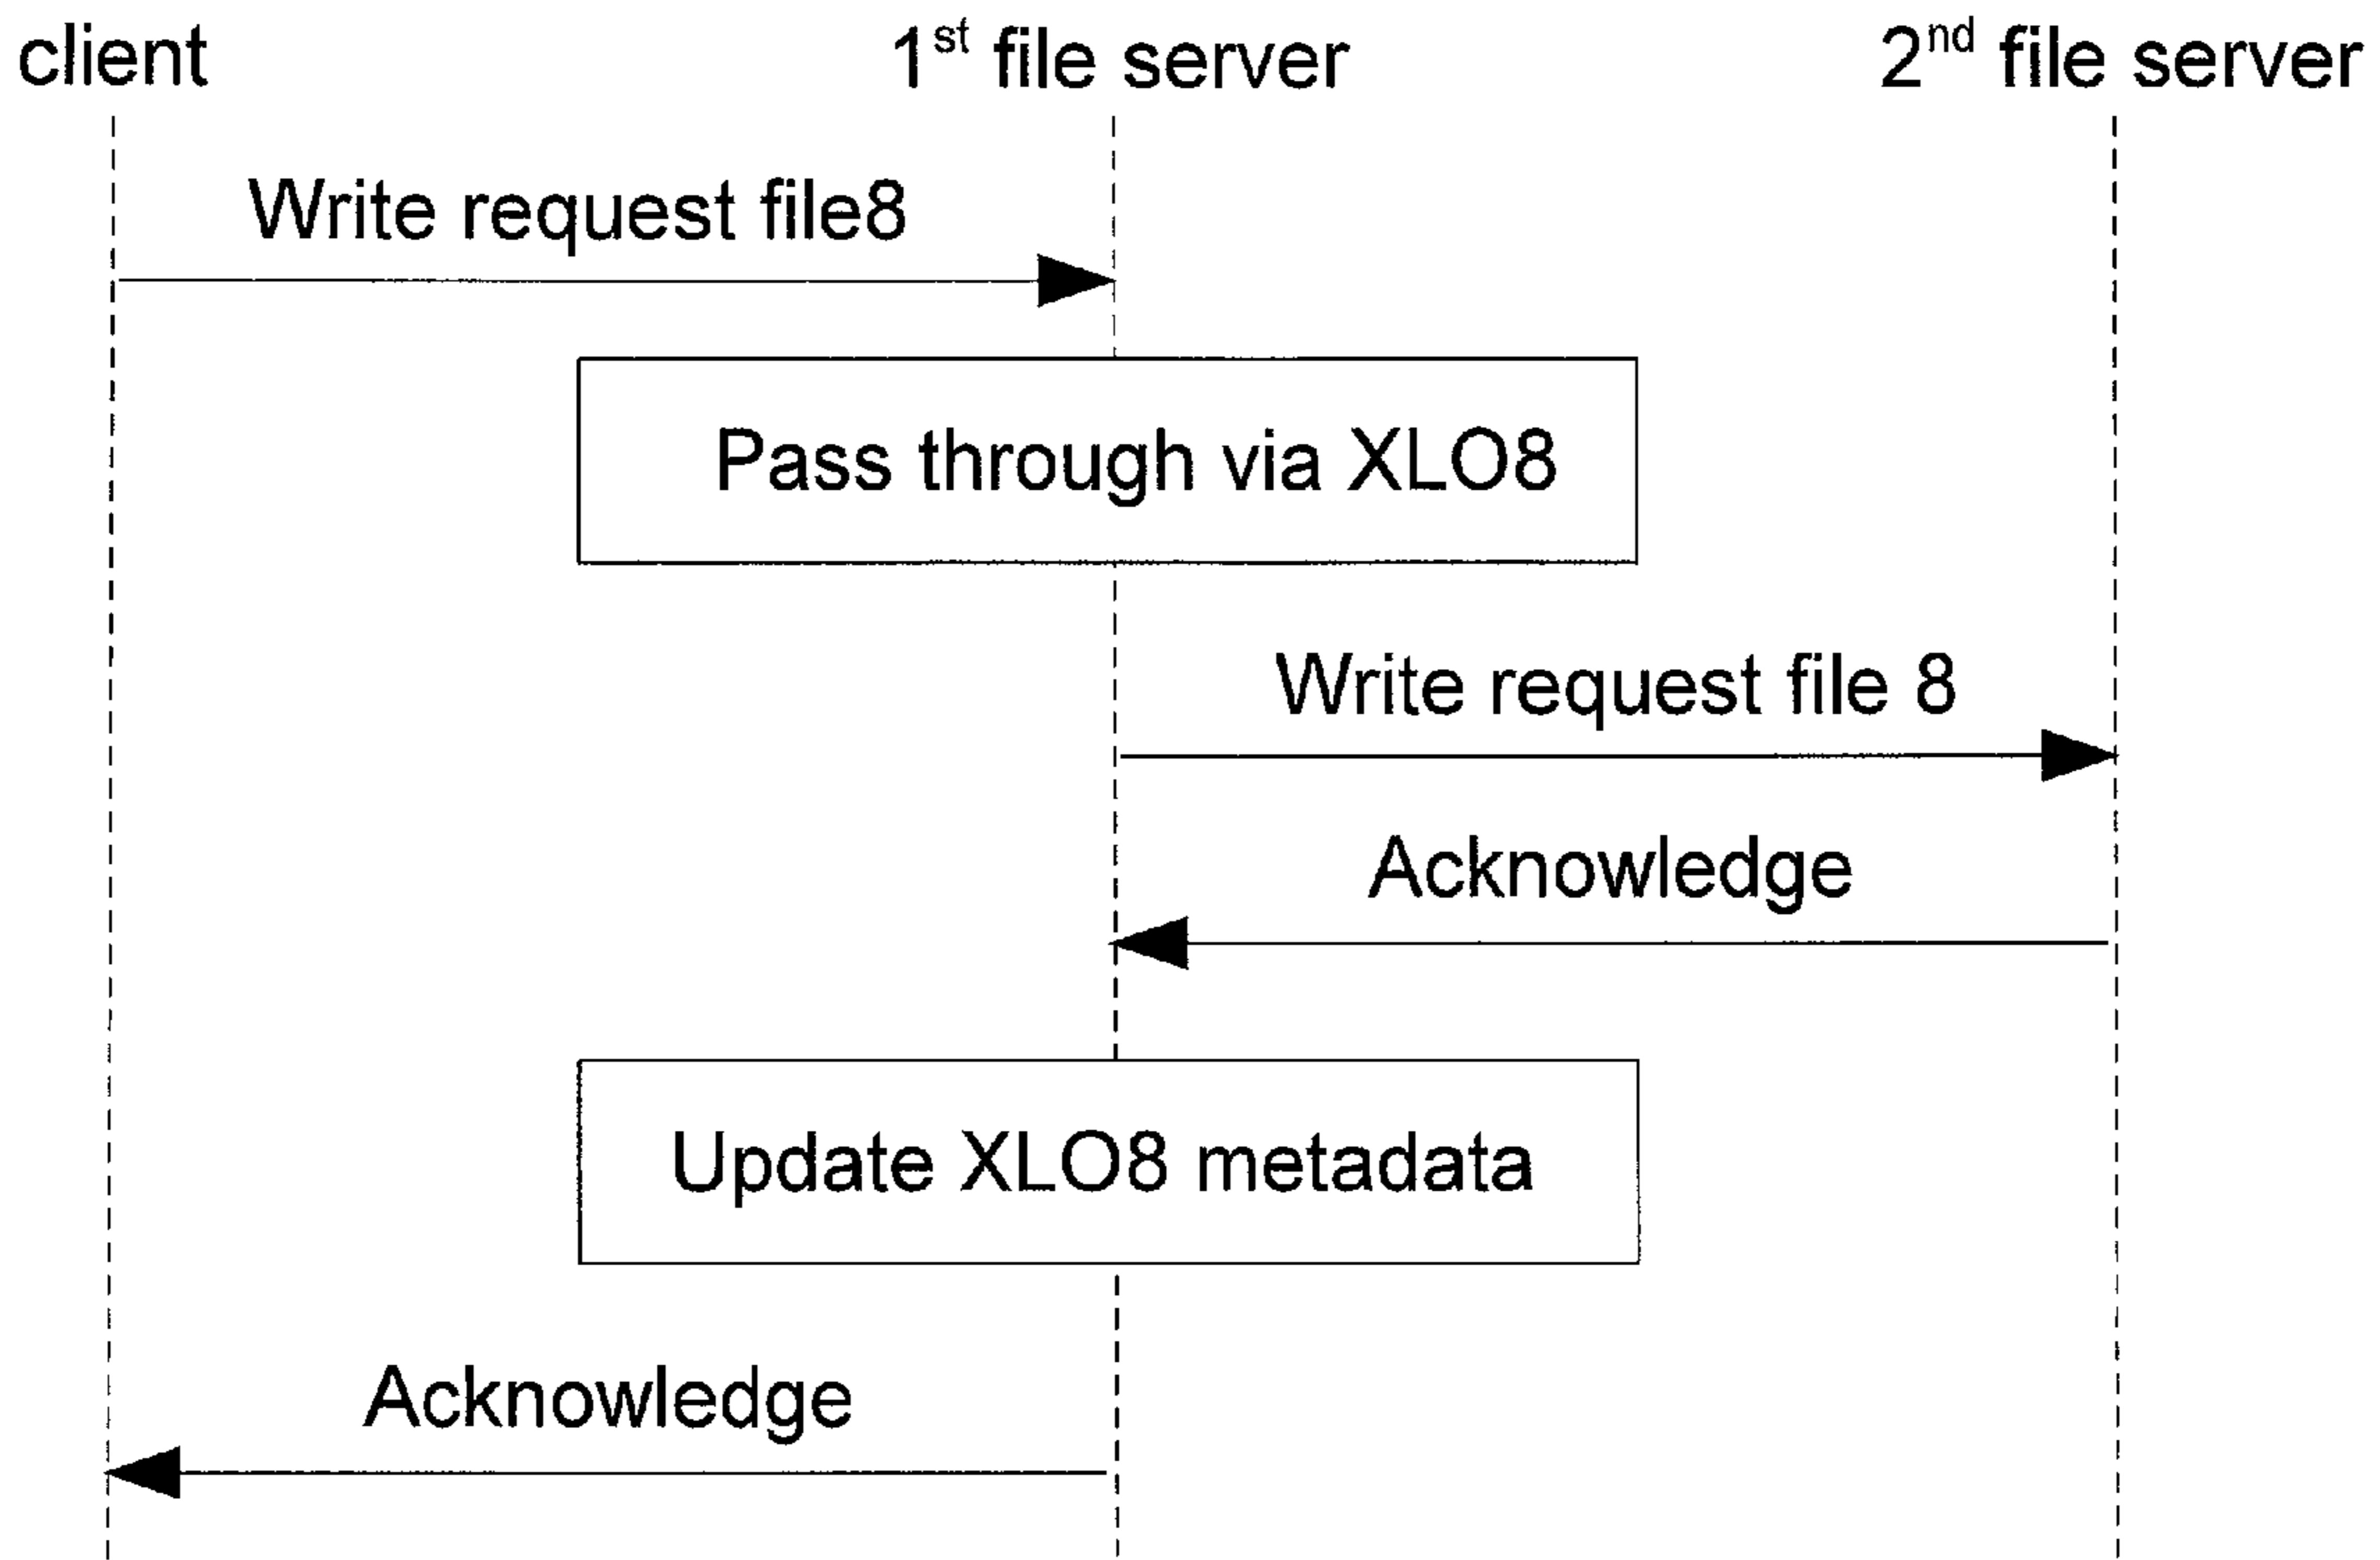 client
1st file server
2nd file server
Write request file8
Pass through via XLO8
Write request file 8
Acknowledge
Update XLO8 metadata
Acknowledge